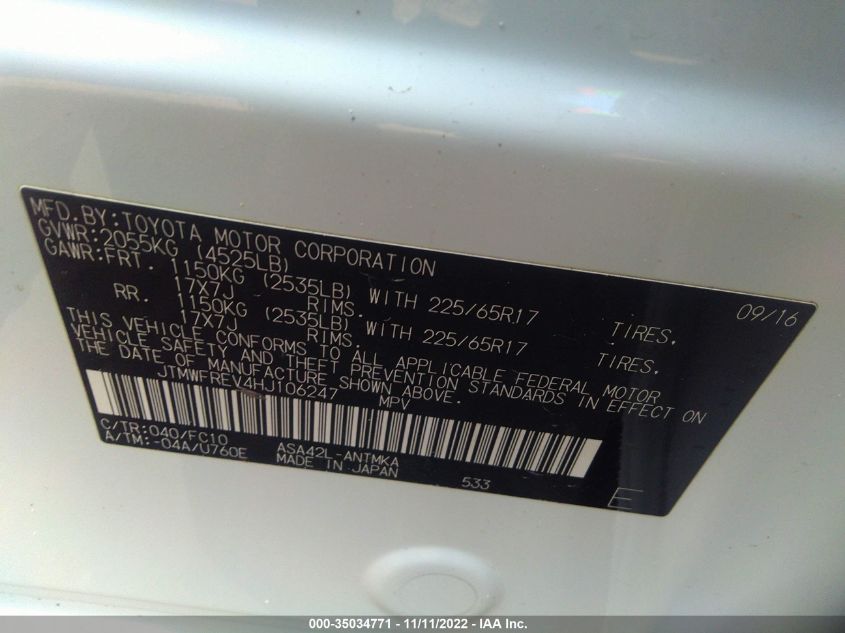 MFD.BY:TOYOTA MOTOR CORPORATION 09/16
GVWR:2055KG (4525LB)
GAWR:FRT. 1150KG (2535LB) WITH 225/65R17 TIRES.
17X7J RIMS.
RR. 1150KG (2535LB) WITH 225/65R17 TIRES.
17X7J RIMS.
THIS VEHICLE CONFORMS TO ALL APPLICABLE FEDERAL MOTOR
VEHICLE SAFETY AND THEFT PREVENTION STANDARDS IN EFFECT ON
THE DATE OF MANUFACTURE SHOWN ABOVE.
JTMWFREV4HJ106247 MPV
C/TR:040/FC10 ASA42L-ANTMKA
A/TM:-04A/U760E MADE IN JAPAN 533 E
000-35034771 - 11/11/2022 - IAA Inc.